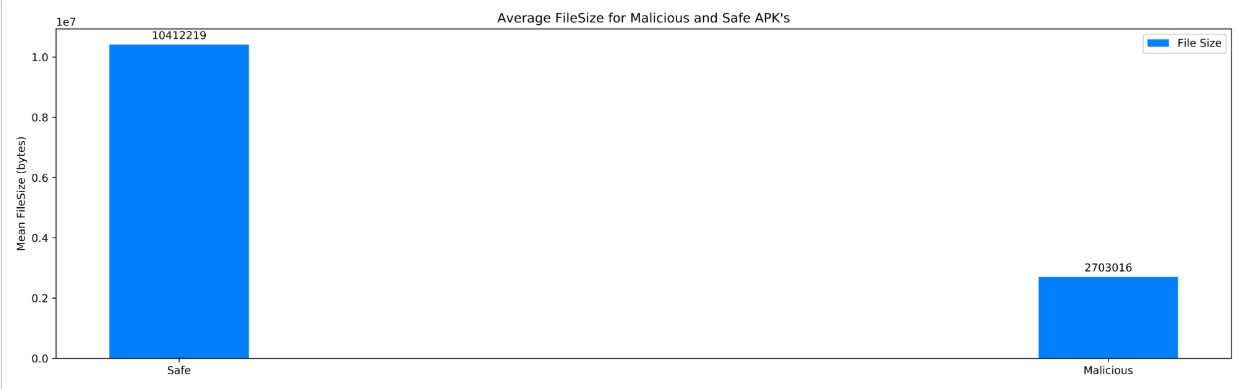 Average FileSize for Malicious and Safe APK's
1e7
10412219
File Size
1.0
0.8
0.6
0.4
0.2
0.0
Mean FileSize (bytes)
2703016
Safe
Malicious